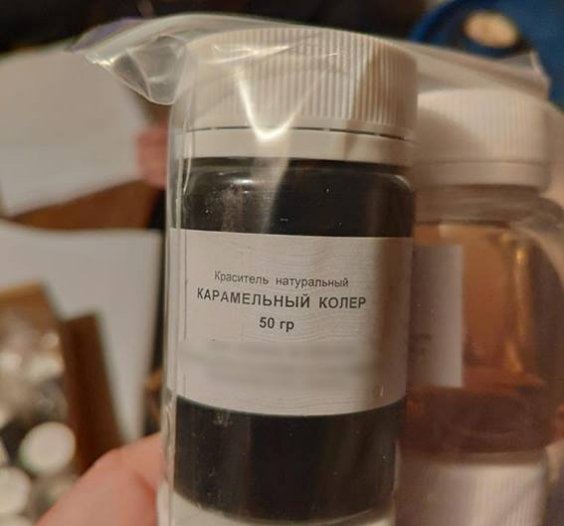 Краситель натуральный
КАРАМЕЛЬНЫЙ КОЛЕР
50 гр